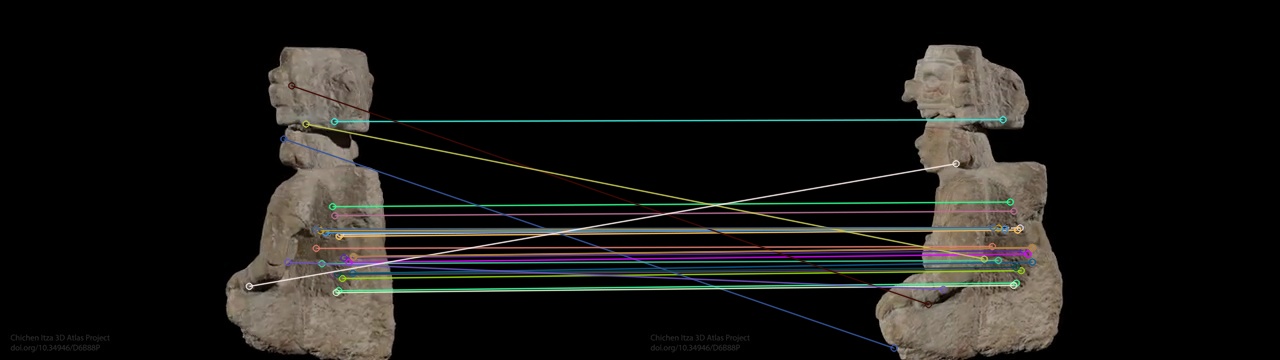 Chichen Itza 3D Atlas Project
doi.org/10.34946/D6B88P
Chichen Itza 3D Atlas Project
doi.org/10.34946/D6B88P